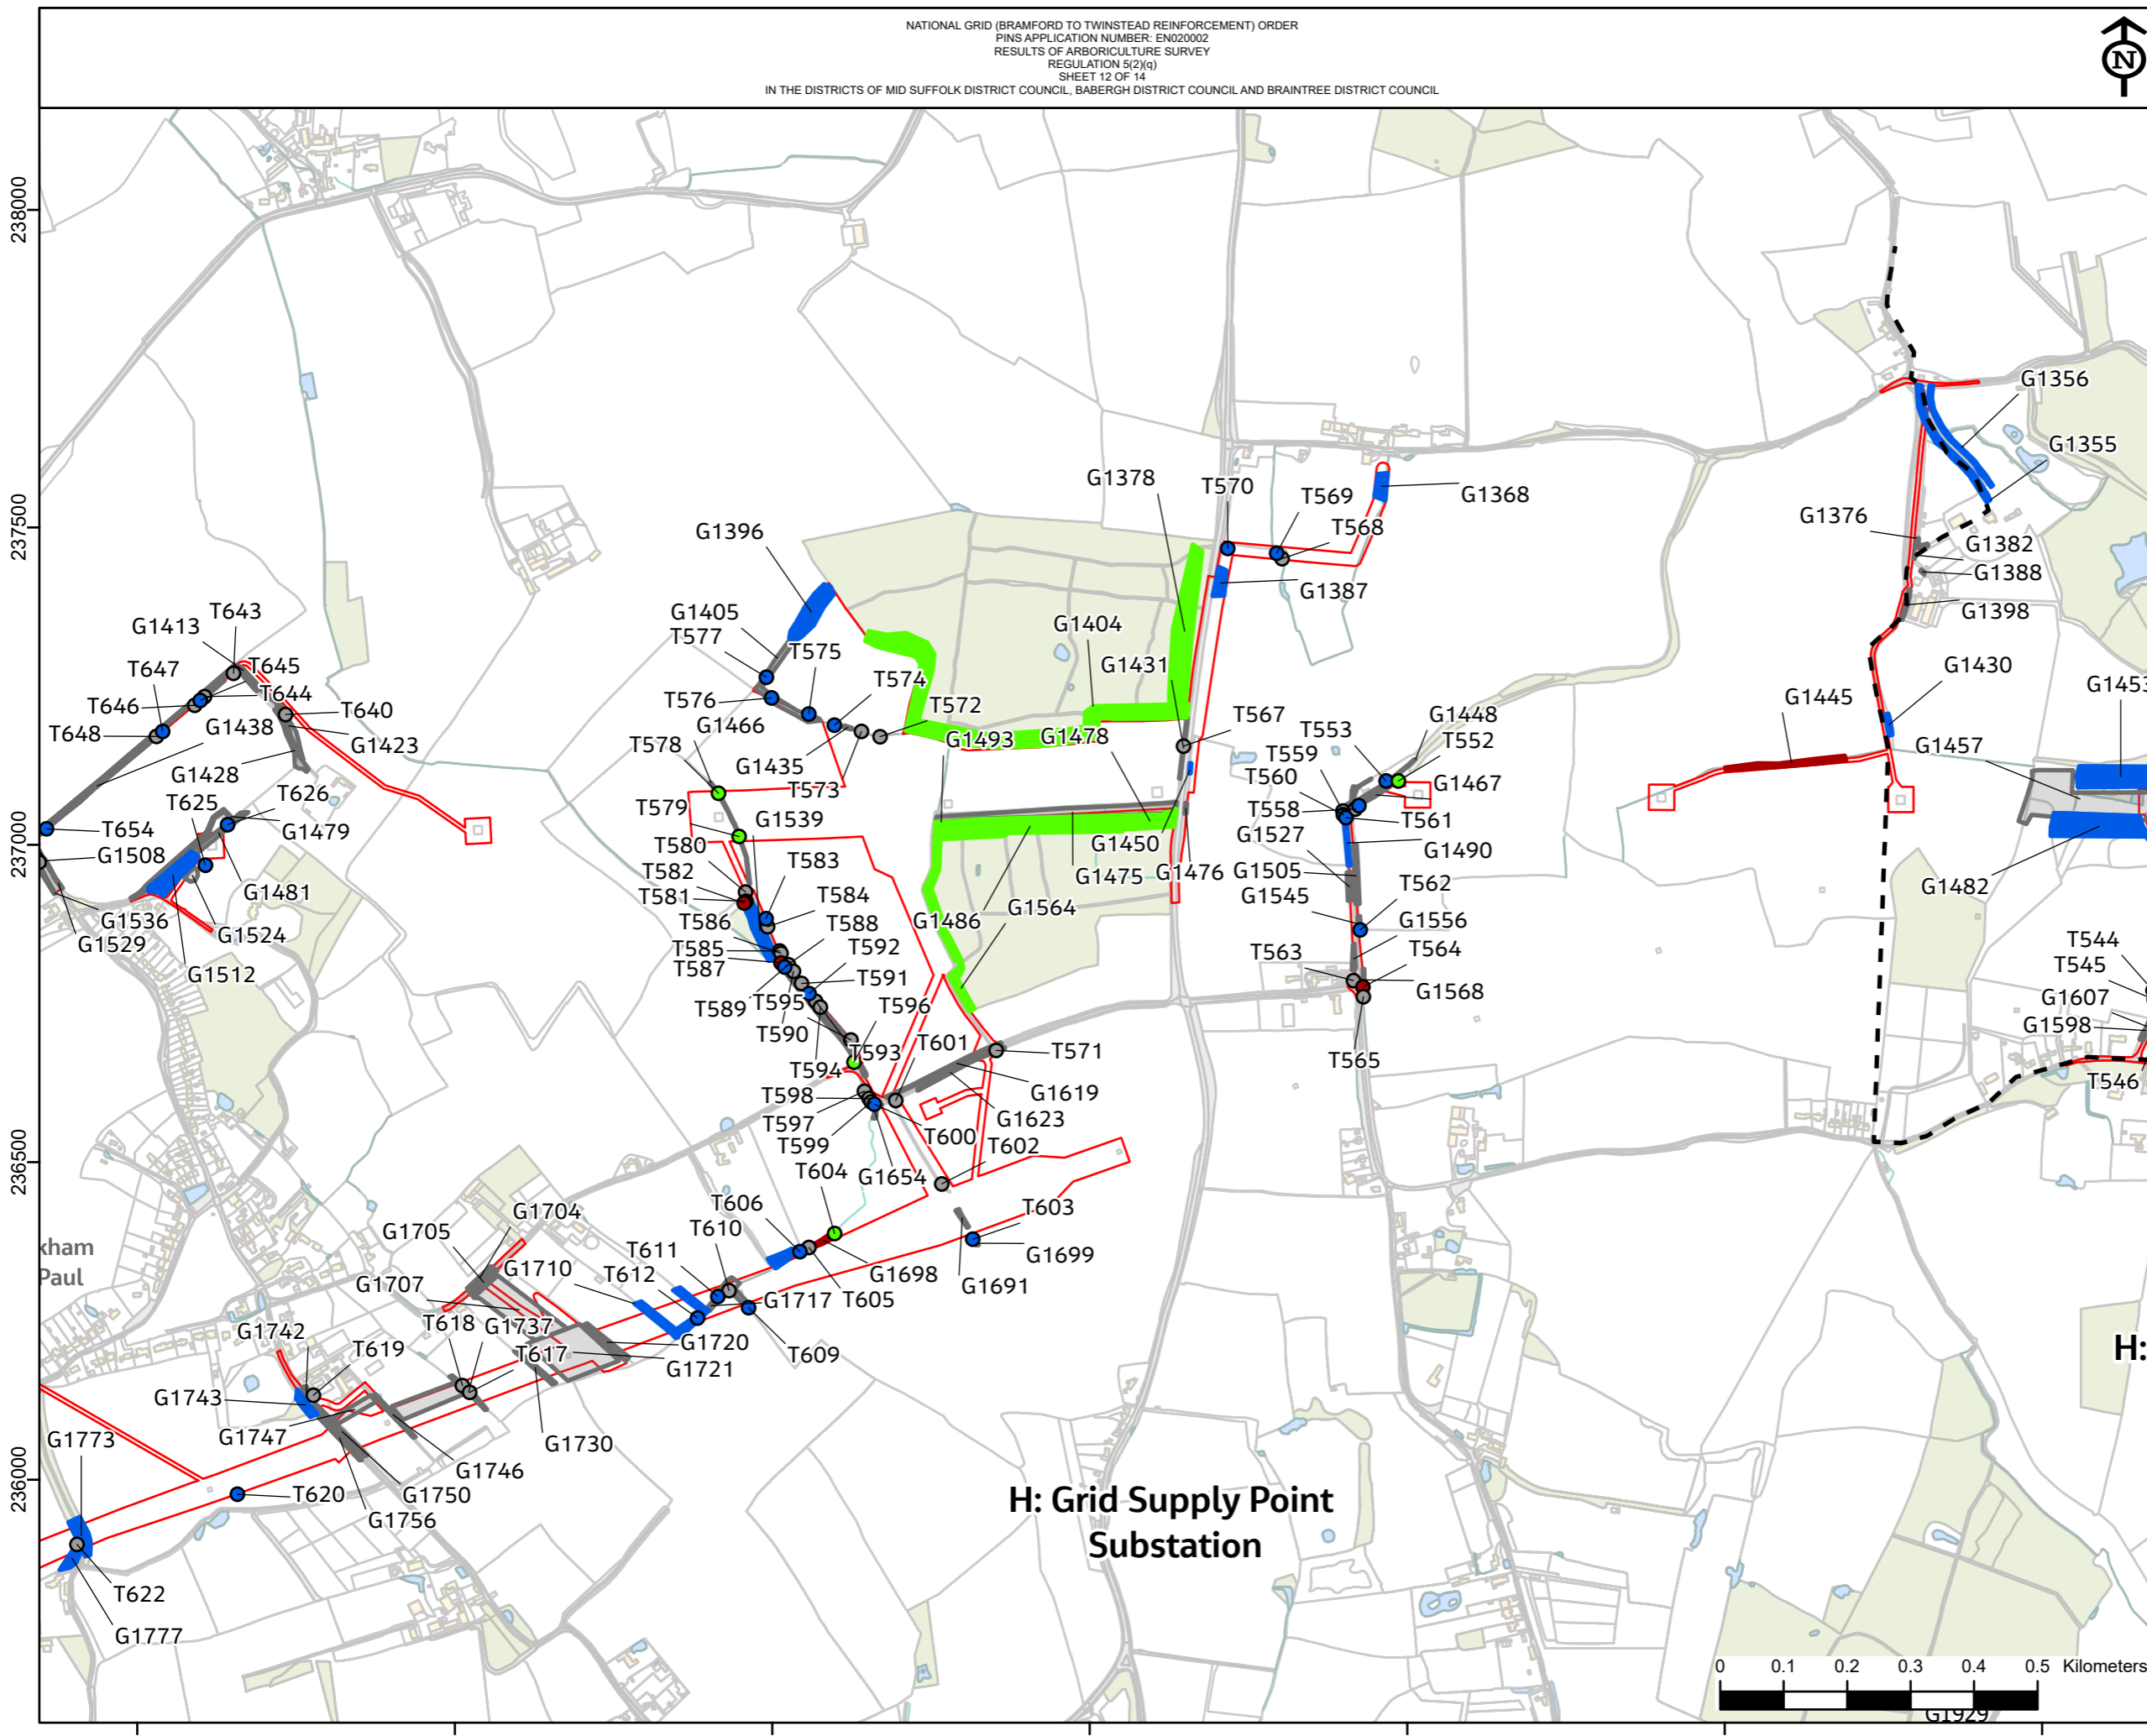 NATIONAL GRID (BRAMFORD TO TWINSTEAD REINFORCEMENT) ORDER
PINS APPLICATION NUMBER: EN020002
RESULTS OF ARBORICULTURE SURVEY
REGULATION 5(2)(q)
SHEET 12 OF 14
IN THE DISTRICTS OF MID SUFFOLK DISTRICT COUNCIL, BABERGH DISTRICT COUNCIL AND BRAINTREE DISTRICT COUNCIL
N
238000
237500
237000
236500
236000
G1356
G1355
G1378
T570
T569
G1368
T568
G1376
G1396
G1382
G1388
G1387
G1398
G1405
T643
G1413
T577
G1404
T575
T647
T645
G1431
G1430
T574
T644
G1445
G1453
T646
T576
T572
T640
T567
G1448
G1438
G1466
T553
T648
G1493
G1478
T552
G1423
T578
T559
G1457
G1428
G1435
T560
G1467
T625
T626
T573
T579
T558
G1539
T654
G1479
T561
G1527
G1450
T580
G1508
T583
G1490
G1475
G1476
T582
G1505
G1481
T562
G1482
T581
T584
G1545
G1564
G1536
T586
G1486
T588
G1556
G1524
G1529
T585
T592
T544
T587
T563
T564
G1512
T545
T591
G1568
T589
T595
T596
G1607
T590
T601
G1598
T593
T571
T565
T594
T546
G1619
T598
T597
G1623
T599
T600
T602
T604
G1654
T606
T603
G1704
T610
G1705
T611
kham
Paul
G1710
T612
G1699
G1698
G1707
G1691
T605
G1717
T618
G1737
G1742
T619
G1720
T617
G1721
T609
H:
G1743
G1747
G1773
G1730
G1746
T620
G1750
G1756
H: Grid Supply Point
Substation
T622
G1777
0 0.1 0.2 0.3 0.4 0.5 Kilometers
G1929